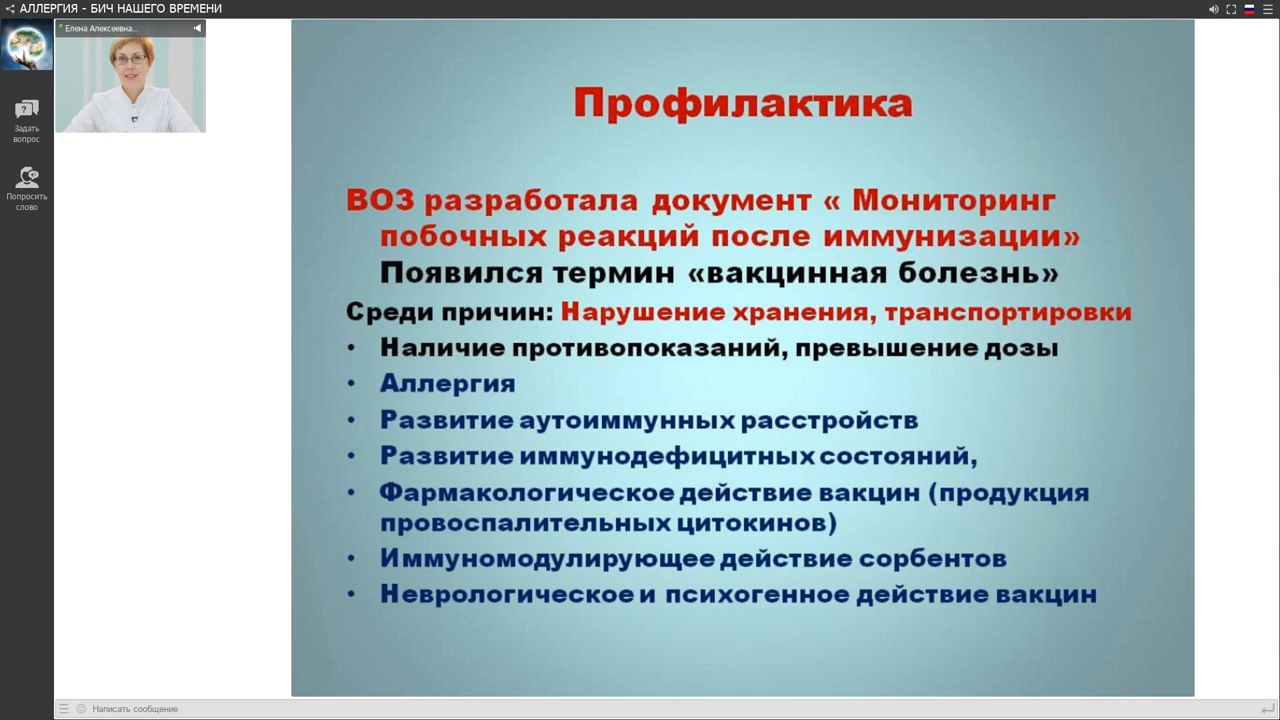 АЛЛЕРГИЯ - БИЧ НАШЕГО ВРЕМЕНИ
Елена Алексеевна...
Задать
вопрос
Попросить
слово
Профилактика
ВОЗ разработала документ « Мониторинг
побочных реакций после иммунизации»
Появился термин «вакцинная болезнь»
Среди причин: Нарушение хранения, транспортировки
• Наличие противопоказаний, превышение дозы
• Аллергия
• Развитие аутоиммунных расстройств
• Развитие иммунодефицитных состояний,
• Фармакологическое действие вакцин (продукция
провоспалительных цитокинов)
• Иммуномодулирующее действие сорбентов
• Неврологическое и психогенное действие вакцин
Написать сообщение